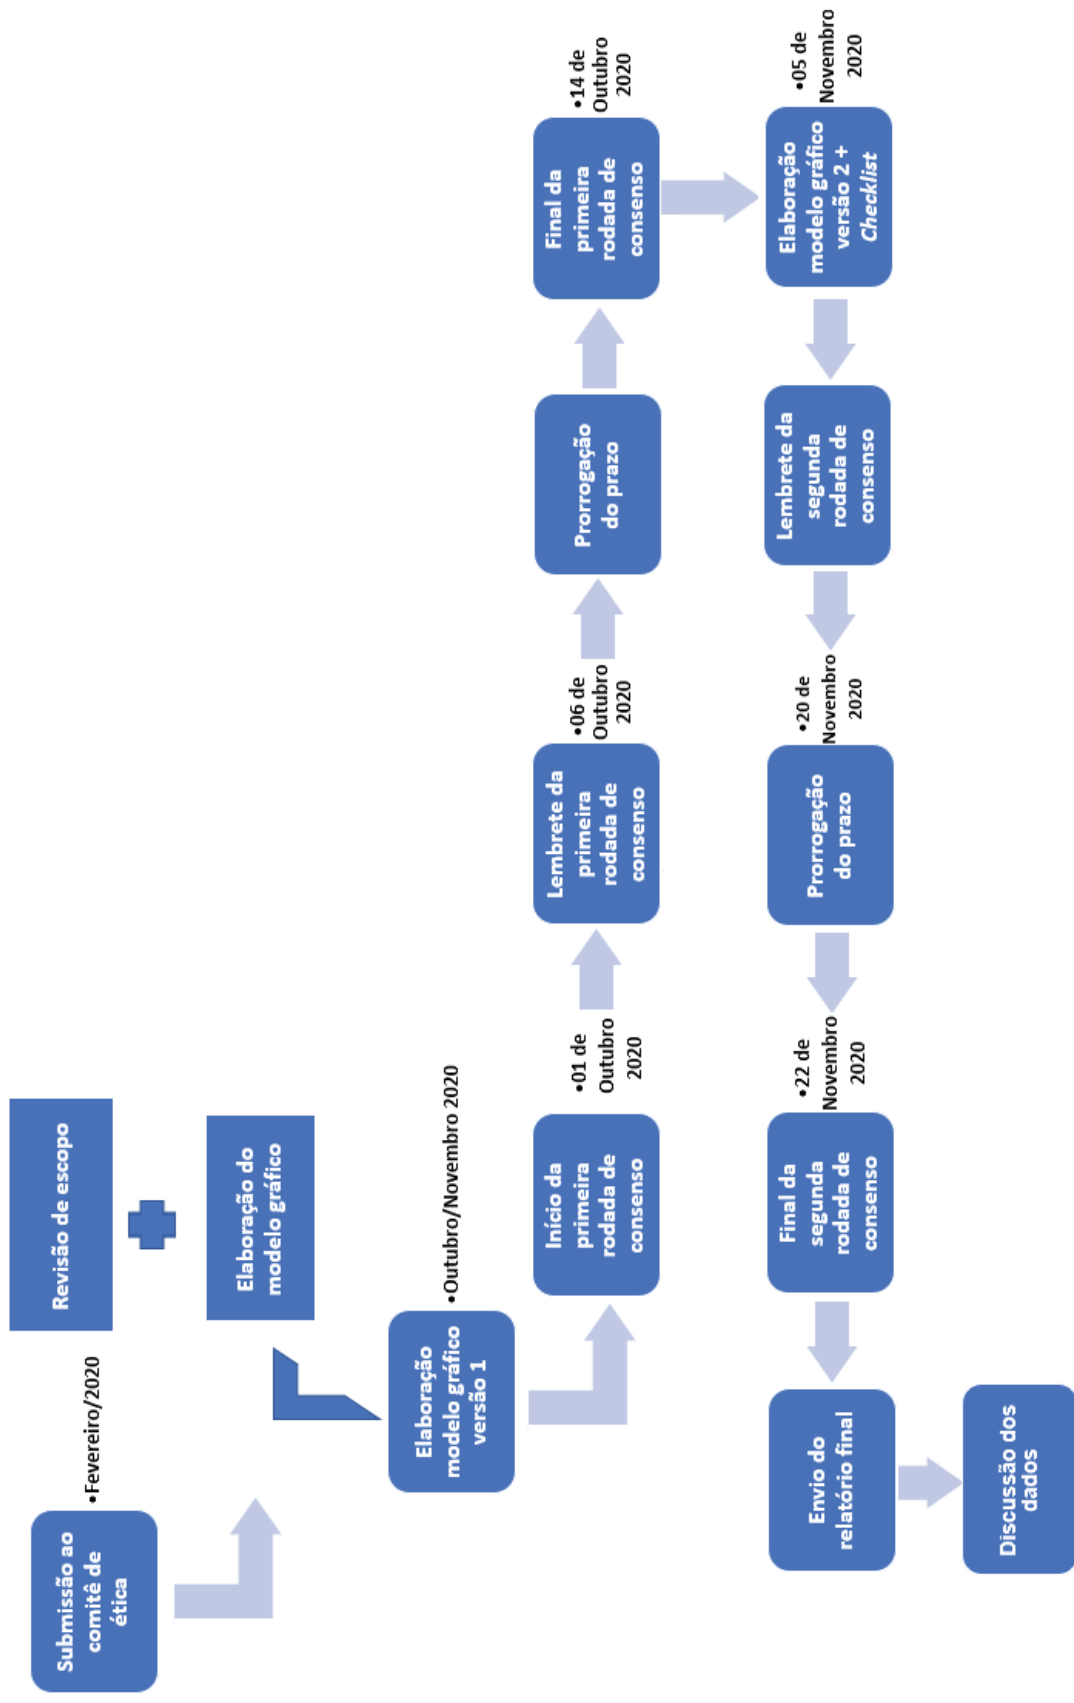 Submissão ao
comitê de
ética
•Fevereiro/2020
Revisão de escopo
Elaboração do
modelo gráfico
Elaboração
modelo gráfico
versão 1
•Outubro/Novembro 2020
Início da
primeira
rodada de
consenso
•01 de
Outubro
2020
Lembrete da
primeira
rodada de
consenso
•06 de
Outubro
2020
Prorrogação
do prazo
Final da
primeira
rodada de
consenso
•14 de
Outubro
2020
Elaboração
modelo gráfico
versão 2 +
Checklist
•05 de
Novembro
2020
Lembrete da
segunda
rodada de
consenso
Prorrogação
do prazo
•20 de
Novembro
2020
Final da
segunda
rodada de
consenso
•22 de
Novembro
2020
Envio do
relatório final
Discussão dos
dados